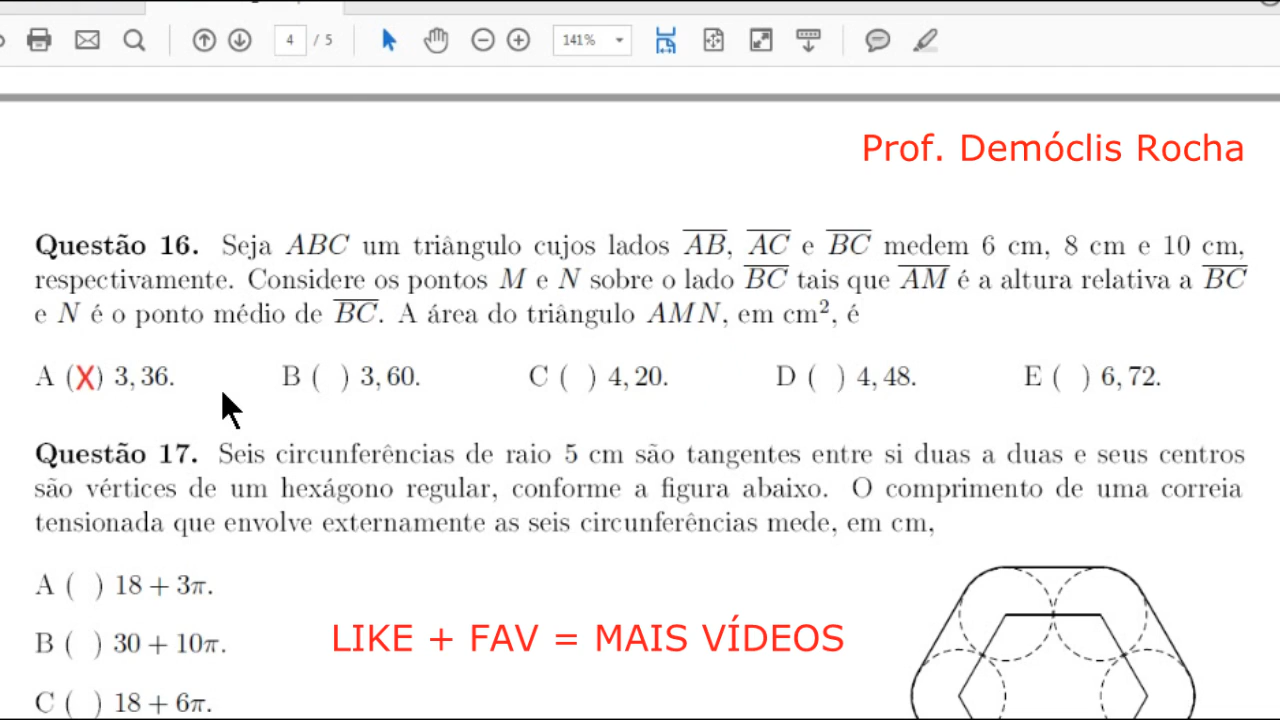 4 / 5 141%
Prof. Demóclis Rocha
Questão 16. Seja ABC um triângulo cujos lados AB, AC e BC medem 6 cm, 8 cm e 10 cm,
respectivamente. Considere os pontos M e N sobre o lado BC tais que AM é a altura relativa a BC
e N é o ponto médio de BC. A área do triângulo AMN, em cm², é
A (X) 3,36. B ( ) 3,60. C ( ) 4,20. D ( ) 4,48. E ( ) 6,72.
Questão 17. Seis circunferências de raio 5 cm são tangentes entre si duas a duas e seus centros
são vértices de um hexágono regular, conforme a figura abaixo. O comprimento de uma correia
tensionada que envolve externamente as seis circunferências mede, em cm,
A ( ) 18 + 3π.
B ( ) 30 + 10π.
LIKE + FAV = MAIS VÍDEOS
C ( ) 18 + 6π.